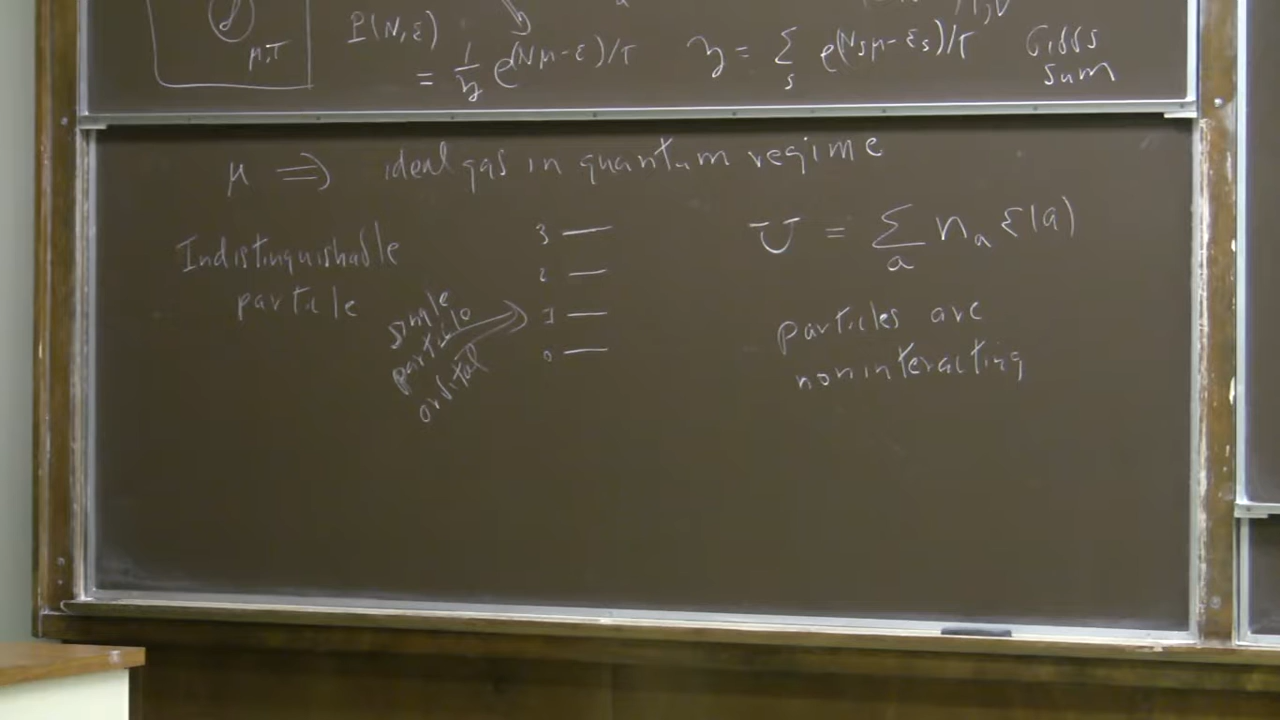 μ,T
P(N,ε)
= 1/𝓏 e^(Nμ-ε)/τ 𝓏 = Σ_s e^(N_sμ-ε_s)/τ Gibbs
sum
μ ⇒ ideal gas in quantum regime
Indistinguishable
particle
single
particle
orbital
3
2
1
0
U = Σ_a n_a ε(a)
particles are
noninteracting